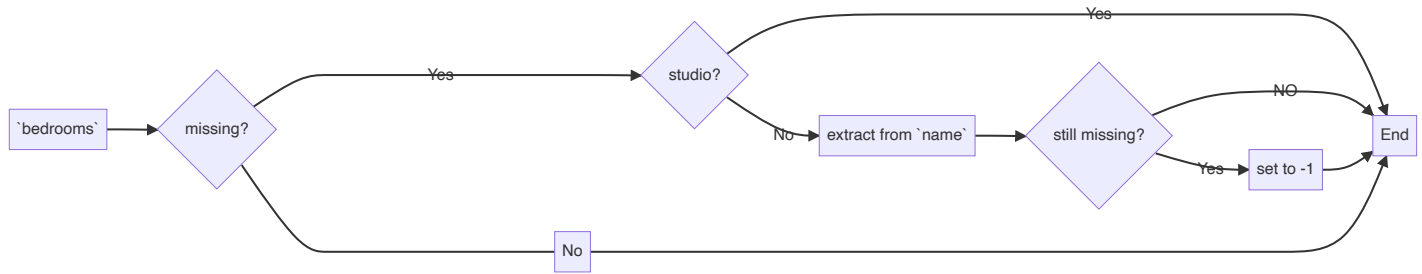 `bedrooms`
missing?
Yes
No
studio?
Yes
No
extract from `name`
still missing?
NO
Yes
set to -1
End